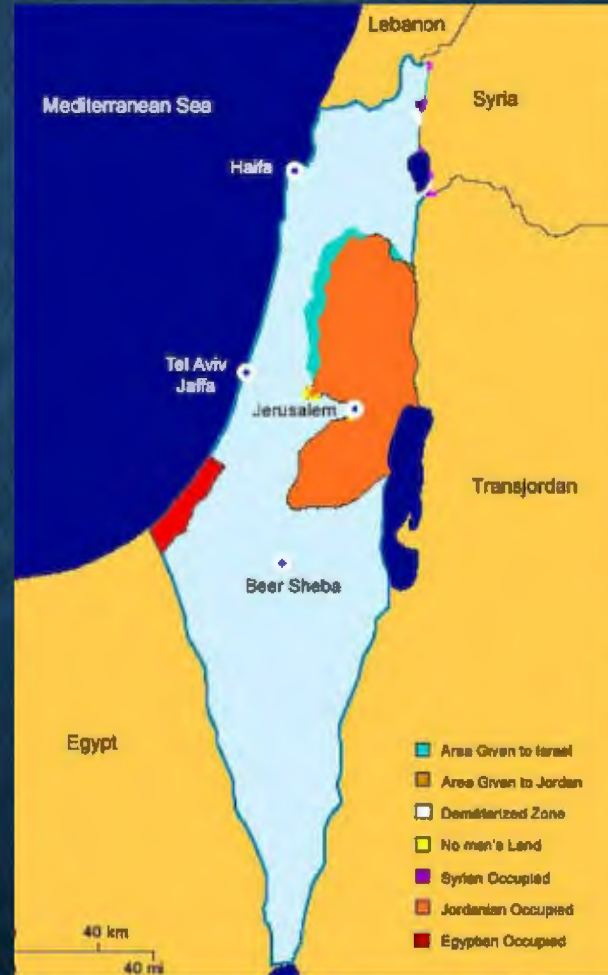 Lebanon
Mediterranean Sea
Syria
Haifa
Tel Aviv
Jaffa
Jerusalem
Transjordan
Beer Sheba
Egypt
Area Given to Israel
Area Given to Jordan
Demilitarized Zone
No man's Land
Syrian Occupied
Jordanian Occupied
Egyptian Occupied
40 km
40 mi